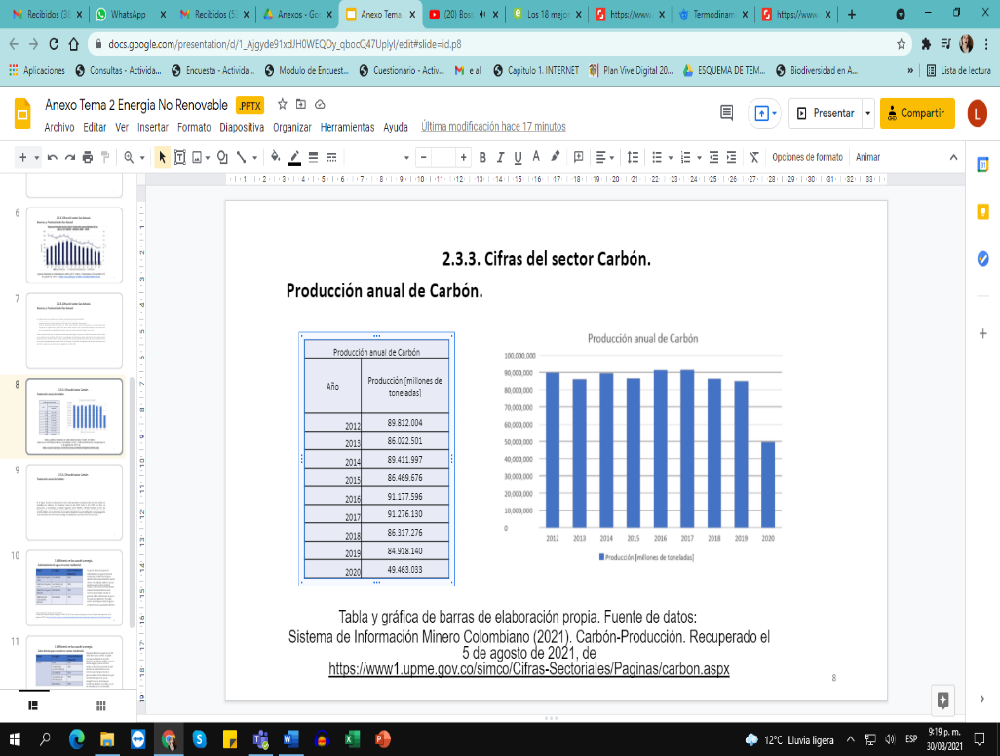 Recibidos (38
WhatsApp
Recibidos (53
Anexos - Goo
Anexo Tema
(20) Bos
Los 18 mejor
https://www
Termodinam
https://www
docs.google.com/presentation/d/1_Ajgyde91xdJH0WEQOy_qbocQ47UplyI/edit#slide=id.p8
Aplicaciones
Consultas - Activida...
Encuesta - Activida...
Modulo de Encuest...
Cuestionario - Activ...
e al
Capitulo 1. INTERNET
Plan Vive Digital 20...
ESQUEMA DE TEM...
Biodiversidad en A...
»
Lista de lectura
Anexo Tema 2 Energia No Renovable .PPTX
Archivo Editar Ver Insertar Formato Diapositiva Organizar Herramientas Ayuda Última modificación hace 17 minutos
Presentar
Compartir
L
Opciones de formato
Animar
6
7
8
9
10
11
2.3.3. Cifras del sector Carbón.
Producción anual de Carbón.
Producción anual de Carbón
Año Producción [millones de toneladas]
2012 89.812.004
2013 86.022.501
2014 89.411.997
2015 86.469.676
2016 91.177.596
2017 91.276.130
2018 86.317.276
2019 84.918.140
2020 49.463.033
Producción anual de Carbón
100,000,000
90,000,000
80,000,000
70,000,000
60,000,000
50,000,000
40,000,000
30,000,000
20,000,000
10,000,000
0
2012 2013 2014 2015 2016 2017 2018 2019 2020
Producción [millones de toneladas]
Tabla y gráfica de barras de elaboración propia. Fuente de datos:
Sistema de Información Minero Colombiano (2021). Carbón-Producción. Recuperado el
5 de agosto de 2021, de
https://www1.upme.gov.co/simco/Cifras-Sectoriales/Paginas/carbon.aspx
8
12°C Lluvia ligera
ESP
9:19 p. m.
30/08/2021